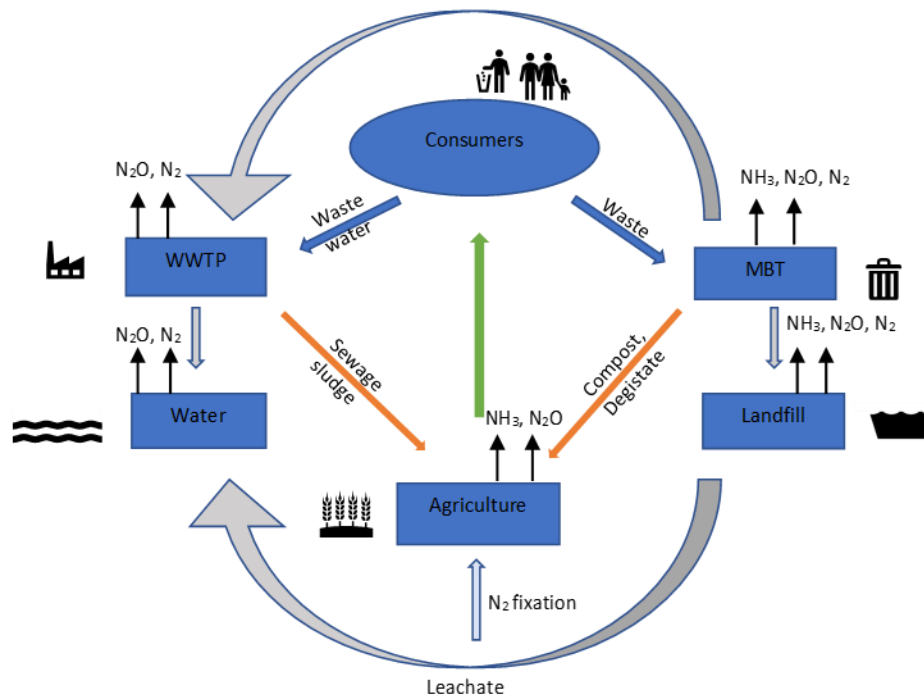 Consumers
N₂O, N₂
NH₃, N₂O, N₂
Waste
water
Waste
WWTP
MBT
N₂O, N₂
NH₃, N₂O, N₂
Sewage
sludge
Compost,
Degistate
Water
Landfill
NH₃, N₂O
Agriculture
N₂ fixation
Leachate